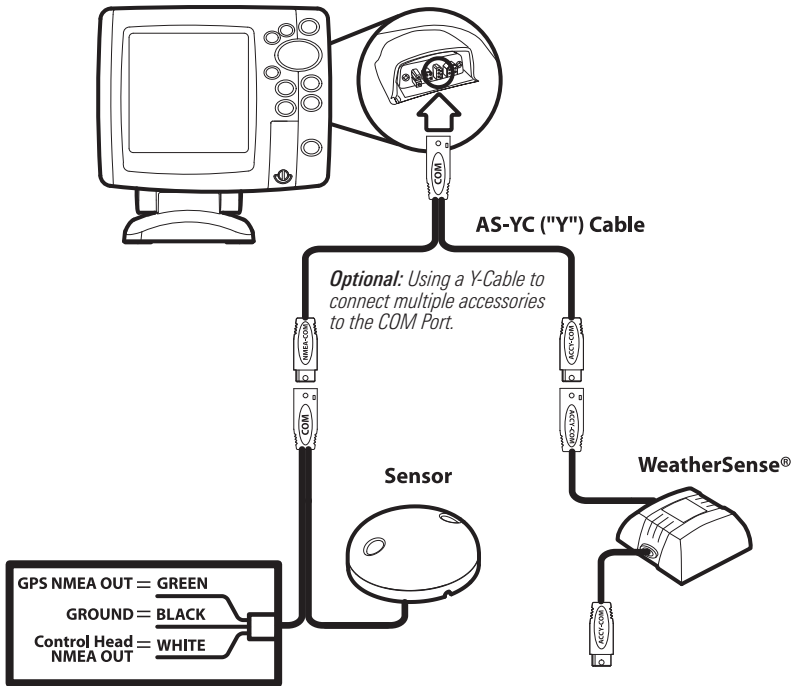 COM
AS-YC ("Y") Cable
Optional: Using a Y-Cable to
connect multiple accessories
to the COM Port.
NMEA-COM
ACCY-COM
COM
ACCY-COM
Sensor
WeatherSense®
GPS NMEA OUT = GREEN
GROUND = BLACK
Control Head = WHITE
NMEA OUT
ACCY-COM